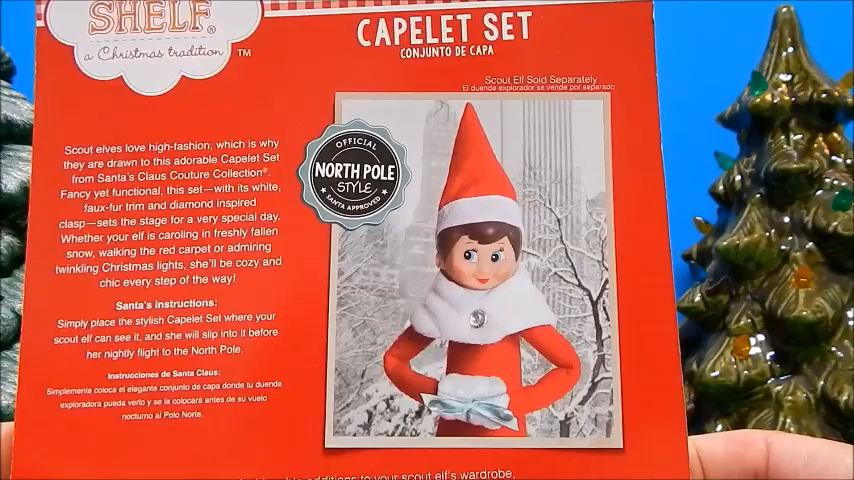 SHELF®
a Christmas tradition™
CAPELET SET
CONJUNTO DE CAPA
Scout Elf Sold Separately
El duende explorador se vende por separado
OFFICIAL
NORTH POLE
STYLE
SANTA APPROVED
Scout elves love high-fashion, which is why
they are drawn to this adorable Capelet Set
from Santa's Claus Couture Collection®.
Fancy yet functional, this set—with its white,
faux-fur trim and diamond inspired
clasp—sets the stage for a very special day.
Whether your elf is caroling in freshly fallen
snow, walking the red carpet or admiring
twinkling Christmas lights, she'll be cozy and
chic every step of the way!
Santa's Instructions:
Simply place the stylish Capelet Set where your
scout elf can see it, and she will slip into it before
her nightly flight to the North Pole.
Instrucciones de Santa Claus:
Simplemente coloca el elegante conjunto de capa donde tu duende
explorador pueda verlo y se la colocará antes de su vuelo
nocturno al Polo Norte.
additions to your scout elf's wardrobe,